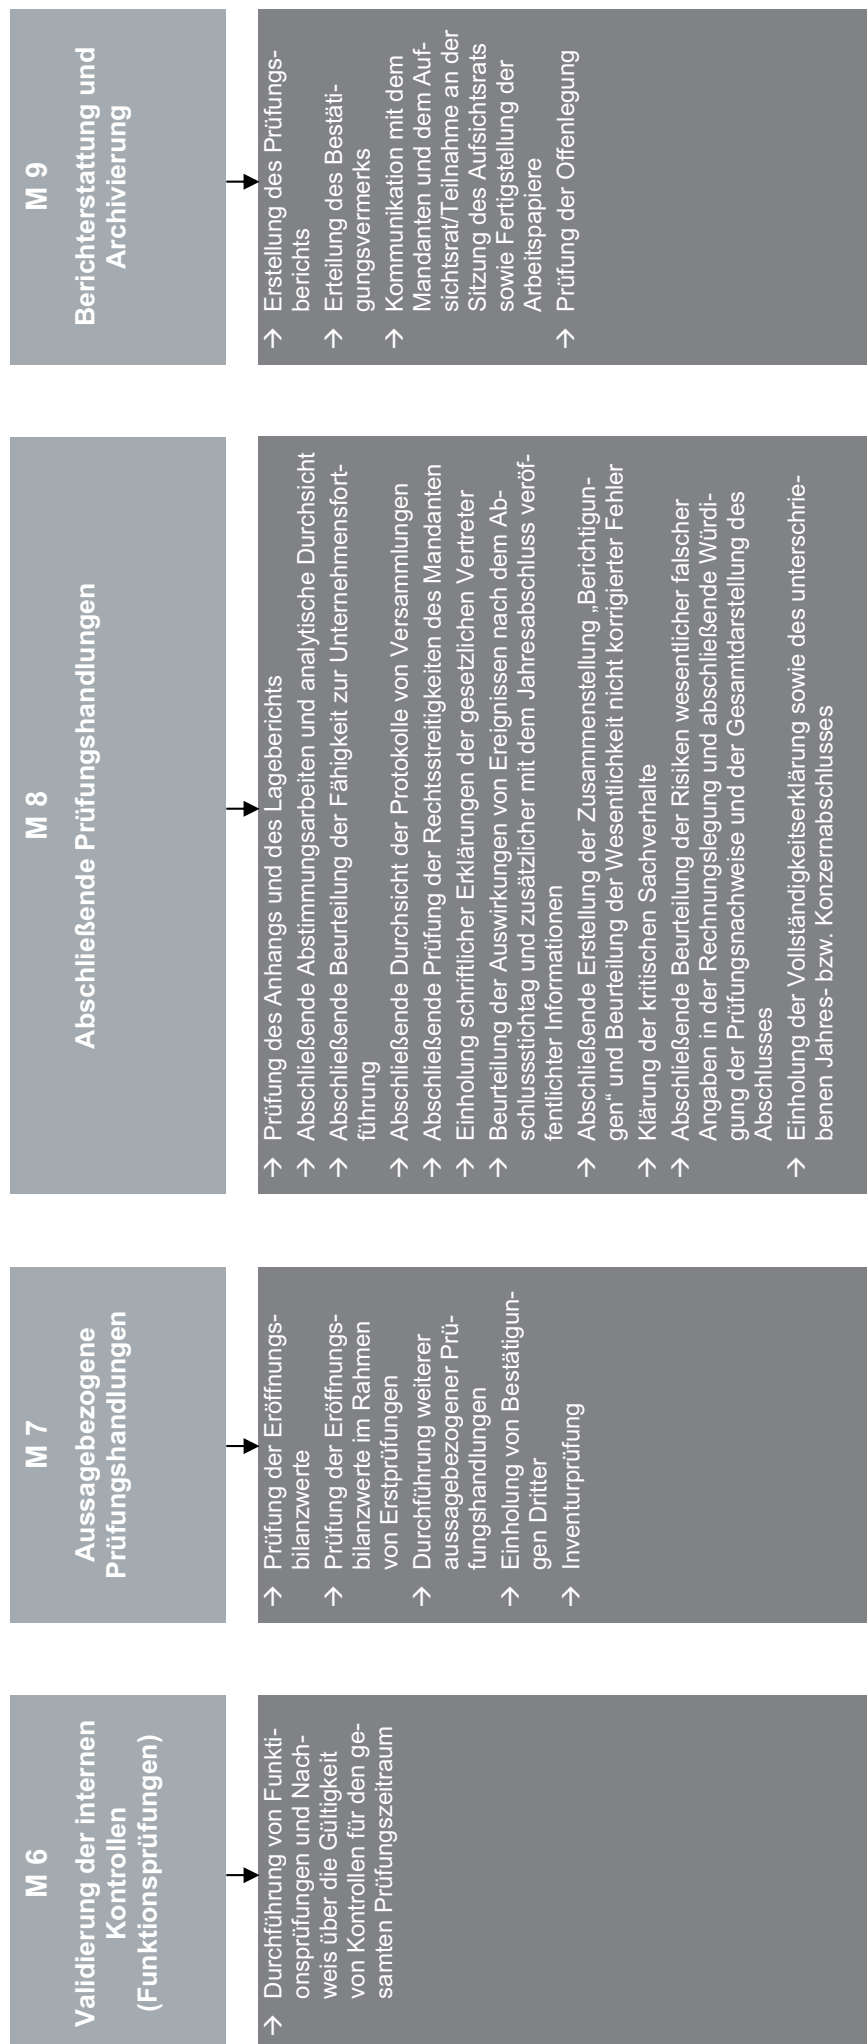 M 6
Validierung der internen
Kontrollen
(Funktionsprüfungen)
→ Durchführung von Funkti-
onsprüfungen und Nach-
weis über die Gültigkeit
von Kontrollen für den ge-
samten Prüfungszeitraum
M 7
Aussagebezogene
Prüfungshandlungen
→ Prüfung der Eröffnungs-
bilanzwerte
→ Prüfung der Eröffnungs-
bilanzwerte im Rahmen
von Erstprüfungen
→ Durchführung weiterer
aussagebezogener Prü-
fungshandlungen
→ Einholung von Bestätigun-
gen Dritter
→ Inventurprüfung
M 8
Abschließende Prüfungshandlungen
→ Prüfung des Anhangs und des Lageberichts
→ Abschließende Abstimmungsarbeiten und analytische Durchsicht
→ Abschließende Beurteilung der Fähigkeit zur Unternehmensfort-
führung
→ Abschließende Durchsicht der Protokolle von Versammlungen
→ Abschließende Prüfung der Rechtsstreitigkeiten des Mandanten
→ Einholung schriftlicher Erklärungen der gesetzlichen Vertreter
→ Beurteilung der Auswirkungen von Ereignissen nach dem Ab-
schlussstichtag und zusätzlicher mit dem Jahresabschluss veröf-
fentlichter Informationen
→ Abschließende Erstellung der Zusammenstellung „Berichtigun-
gen“ und Beurteilung der Wesentlichkeit nicht korrigierter Fehler
→ Klärung der kritischen Sachverhalte
→ Abschließende Beurteilung der Risiken wesentlicher falscher
Angaben in der Rechnungslegung und abschließende Würdi-
gung der Prüfungsnachweise und der Gesamtdarstellung des
Abschlusses
→ Einholung der Vollständigkeitserklärung sowie des unterschrie-
benen Jahres- bzw. Konzernabschlusses
M 9
Berichterstattung und
Archivierung
→ Erstellung des Prüfungs-
berichts
→ Erteilung des Bestäti-
gungsvermerks
→ Kommunikation mit dem
Mandanten und dem Auf-
sichtsrat/Teilnahme an der
Sitzung des Aufsichtsrats
sowie Fertigstellung der
Arbeitspapiere
→ Prüfung der Offenlegung